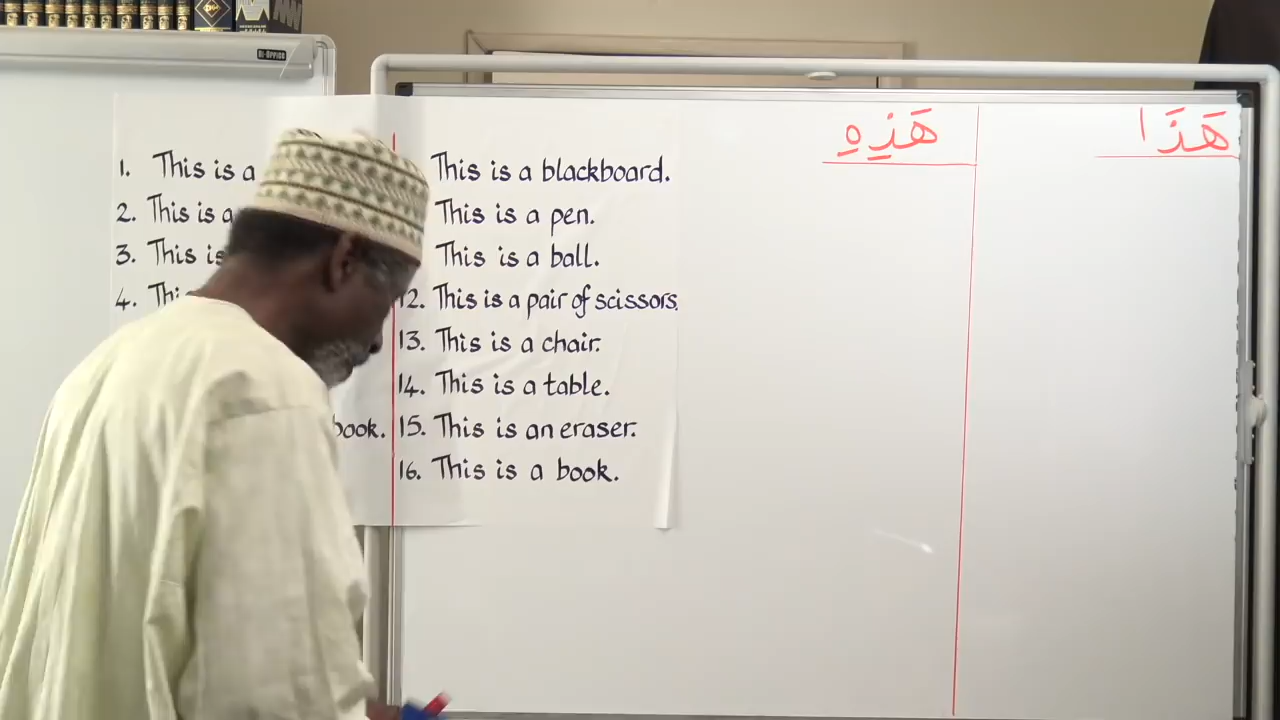 BI-OFFICE
هَذَا
هَذِهِ
1. This is a
2. This is a
3. This is
4. Thi
book.
This is a blackboard.
This is a pen.
This is a ball.
12. This is a pair of scissors.
13. This is a chair.
14. This is a table.
15. This is an eraser.
16. This is a book.